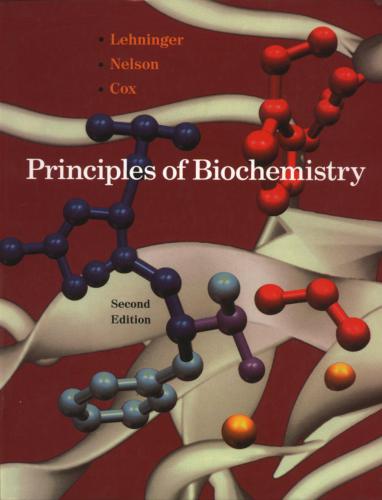 • Lehninger
• Nelson
• Cox
Principles of Biochemistry
Second
Edition